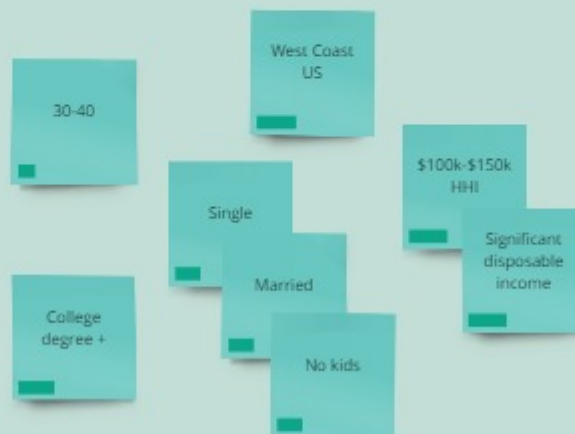 West Coast
US
30-40
$100k-$150k
HHI
Single
Significant
disposable
income
Married
College
degree +
No kids